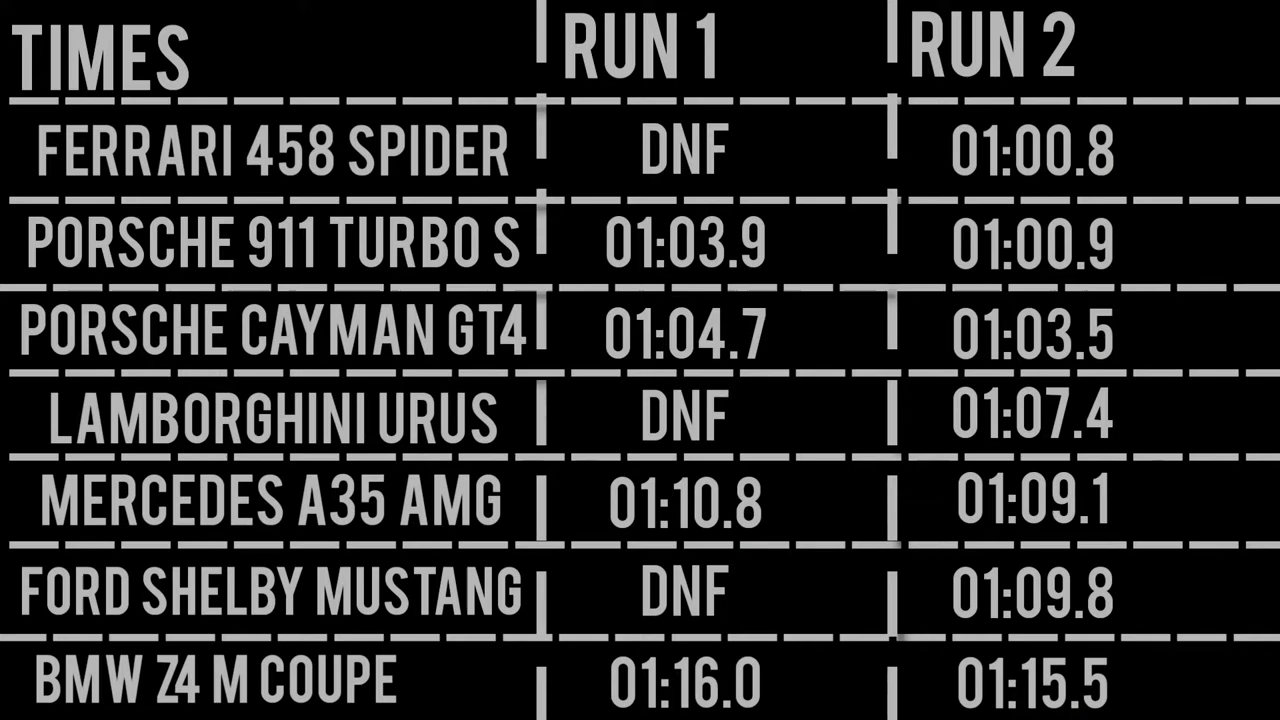 TIMES RUN 1 RUN 2
FERRARI 458 SPIDER DNF 01:00.8
PORSCHE 911 TURBO S 01:03.9 01:00.9
PORSCHE CAYMAN GT4 01:04.7 01:03.5
LAMBORGHINI URUS DNF 01:07.4
MERCEDES A35 AMG 01:10.8 01:09.1
FORD SHELBY MUSTANG DNF 01:09.8
BMW Z4 M COUPE 01:16.0 01:15.5